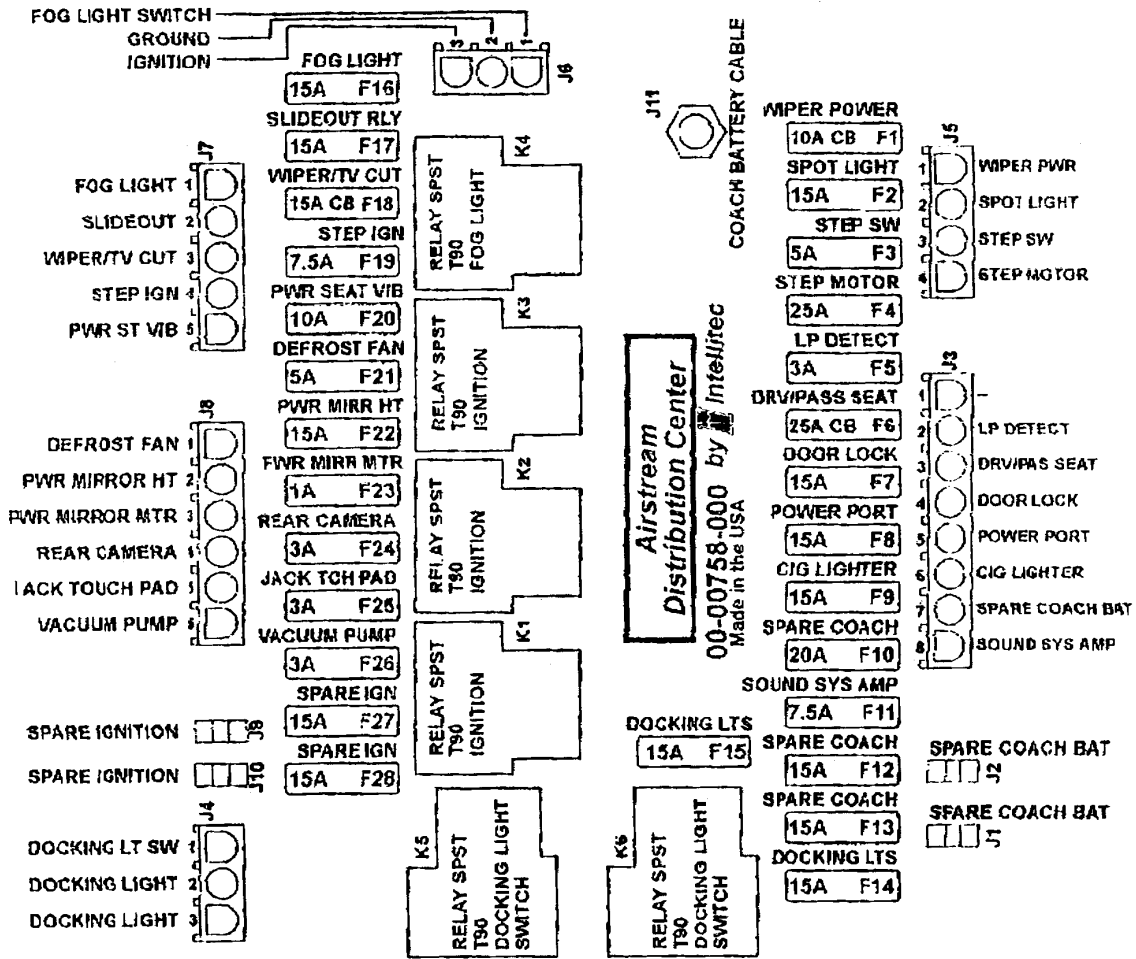 FOG LIGHT SWITCH
GROUND
IGNITION
3 2 1
J6
FOG LIGHT
15A F16
SLIDEOUT RLY
15A F17
WIPER/TV CUT
15A CB F18
STEP IGN
7.5A F19
PWR SEAT VIB
10A F20
DEFROST FAN
5A F21
PWR MIRR HT
15A F22
PWR MIRR MTR
1A F23
REAR CAMERA
3A F24
JACK TCH PAD
3A F25
VACUUM PUMP
3A F26
SPARE IGN
15A F27
SPARE IGN
15A F28
J7
FOG LIGHT 1
SLIDEOUT 2
WIPER/TV CUT 3
STEP IGN 4
PWR ST VIB 5
J8
DEFROST FAN 1
PWR MIRROR HT 2
PWR MIRROR MTR 3
REAR CAMERA 4
JACK TOUCH PAD 5
VACUUM PUMP 6
SPARE IGNITION J9
SPARE IGNITION J10
J4
DOCKING LT SW 1
DOCKING LIGHT 2
DOCKING LIGHT 3
K4
RELAY SPST
T90
FOG LIGHT
K3
RELAY SPST
T90
IGNITION
K2
RELAY SPST
T90
IGNITION
K1
RELAY SPST
T90
IGNITION
K5
RELAY SPST
T90
DOCKING LIGHT
SWITCH
K6
RELAY SPST
T90
DOCKING LIGHT
SWITCH
J11
COACH BATTERY CABLE
Airstream
Distribution Center
00-00758-000 by Intellitec
Made in the USA
DOCKING LTS
15A F15
WIPER POWER
10A CB F1
SPOT LIGHT
15A F2
STEP SW
5A F3
STEP MOTOR
25A F4
LP DETECT
3A F5
DRV/PASS SEAT
25A CB F6
DOOR LOCK
15A F7
POWER PORT
15A F8
CIG LIGHTER
15A F9
SPARE COACH
20A F10
SOUND SYS AMP
7.5A F11
SPARE COACH
15A F12
SPARE COACH
15A F13
DOCKING LTS
15A F14
J5
1 WIPER PWR
2 SPOT LIGHT
3 STEP SW
4 STEP MOTOR
J3
1 –
2 LP DETECT
3 DRV/PAS SEAT
4 DOOR LOCK
5 POWER PORT
6 CIG LIGHTER
7 SPARE COACH BAT
8 SOUND SYS AMP
SPARE COACH BAT
J2
SPARE COACH BAT
J1